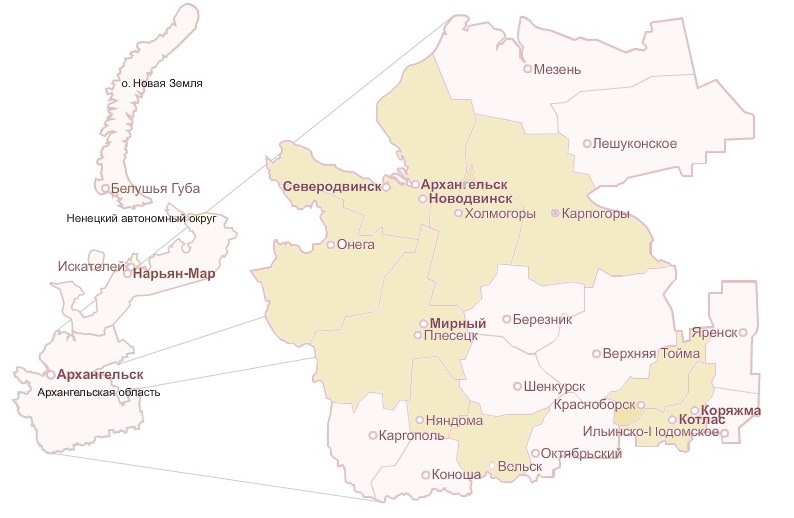 о. Новая Земля
Белушья Губа
Ненецкий автономный округ
Искателей
Нарьян-Мар
Архангельск
Архангельская область
Мезень
Лешуконское
Северодвинск
Архангельск
Новодвинск
Холмогоры
Карпогоры
Онега
Мирный
Плесецк
Березник
Яренск
Верхняя Тойма
Шенкурск
Красноборск
Коряжма
Котлас
Няндома
Ильинско-Подомское
Каргополь
Октябрьский
Вельск
Коноша